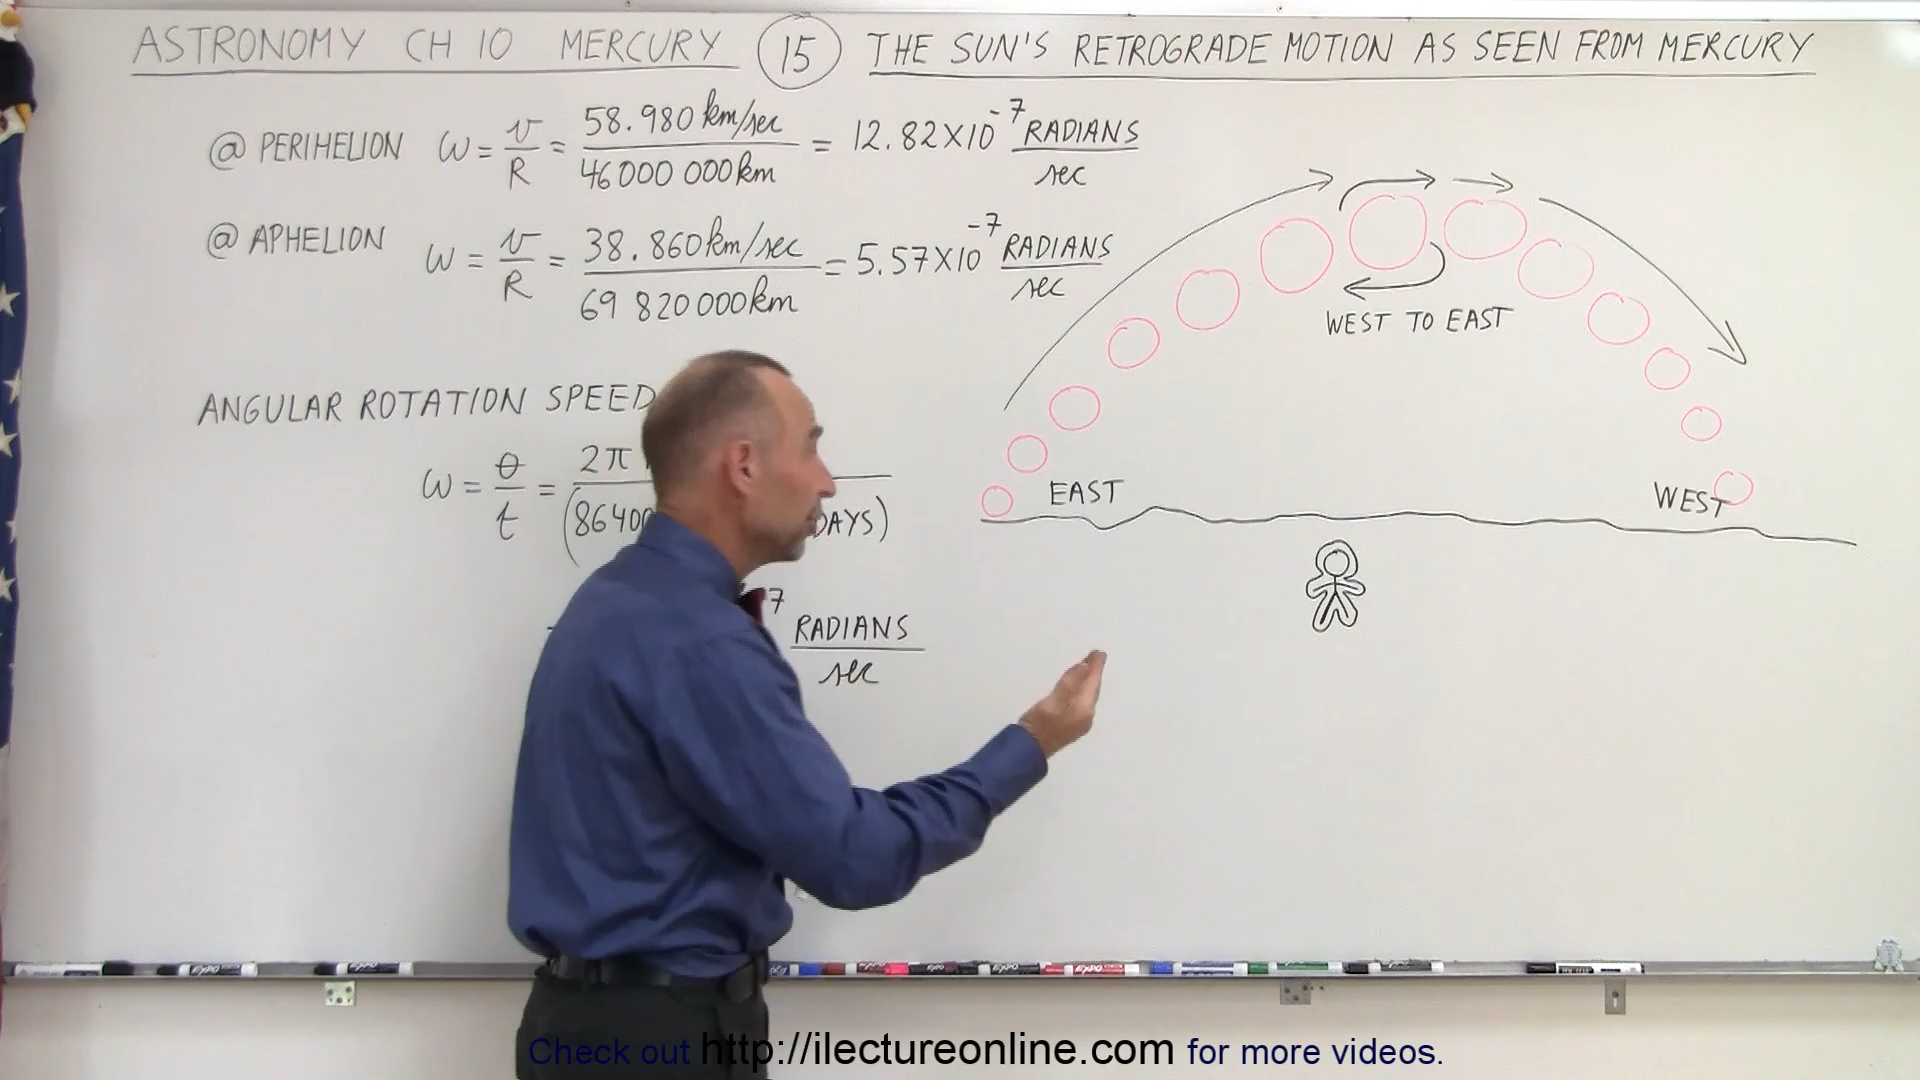 ASTRONOMY CH 10 MERCURY 15 THE SUN'S RETROGRADE MOTION AS SEEN FROM MERCURY
@ PERIHELION ω = v/R = 58.980 km/sec / 46 000 000 km = 12.82 × 10^-7 RADIANS/sec
@ APHELION ω = v/R = 38.860 km/sec / 69 820 000 km = 5.57 × 10^-7 RADIANS/sec
WEST TO EAST
ANGULAR ROTATION SPEED
ω = θ/t = 2π
EAST
WEST
7 RADIANS/sec
EXPO
Check out http://ilectureonline.com for more videos.